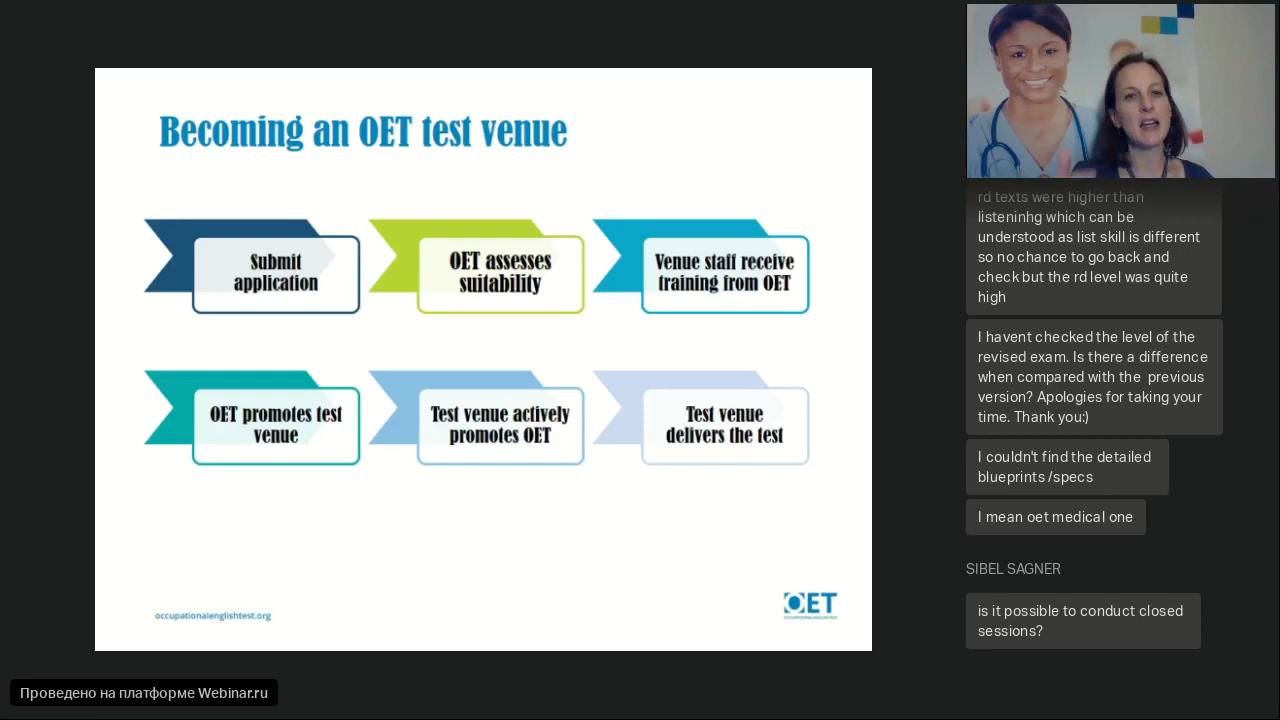 Becoming an OET test venue
Submit
application
OET assesses
suitability
Venue staff receive
training from OET
OET promotes test
venue
Test venue actively
promotes OET
Test venue
delivers the test
occupationalenglishtest.org
OET
OCCUPATIONAL ENGLISH TEST
rd texts were higher than
listeninhg which can be
understood as list skill is different
so no chance to go back and
check but the rd level was quite
high
I havent checked the level of the
revised exam. Is there a difference
when compared with the previous
version? Apologies for taking your
time. Thank you:)
I couldn't find the detailed
blueprints /specs
I mean oet medical one
SIBEL SAGNER
is it possible to conduct closed
sessions?
Проведено на платформе Webinar.ru